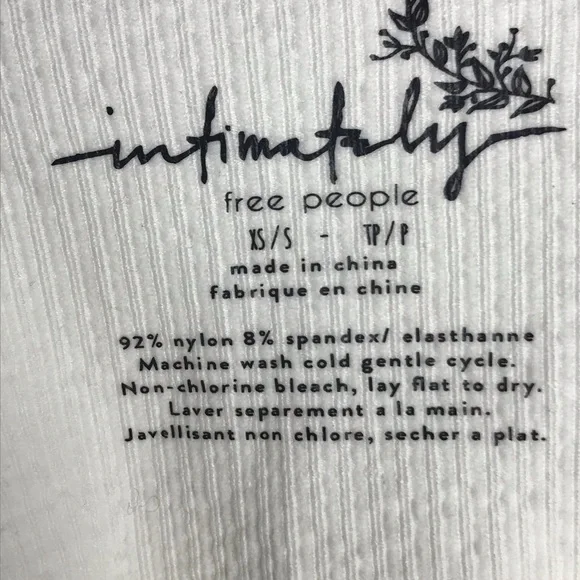 intimately
free people
XS/S - TP/P
made in china
fabrique en chine
92% nylon 8% spandex/ elasthanne
Machine wash cold gentle cycle.
Non-chlorine bleach, lay flat to dry.
Laver separement a la main.
Javellisant non chlore, secher a plat.